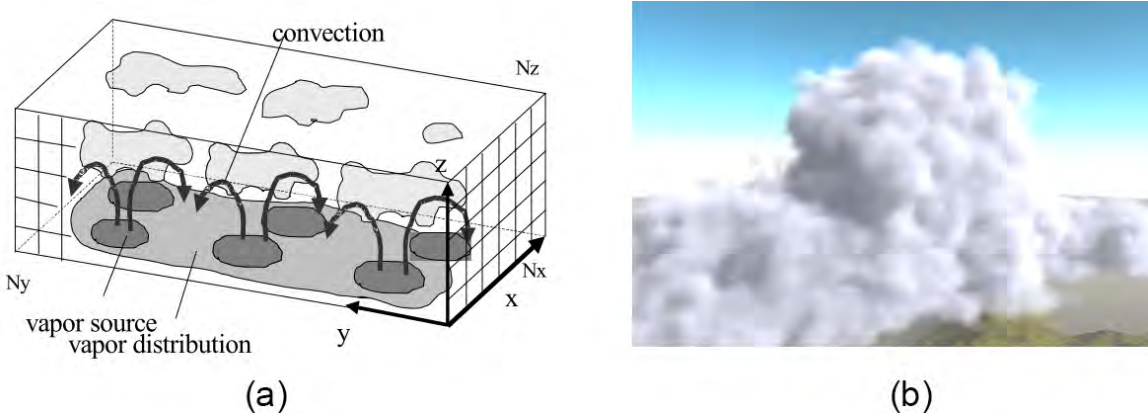 convection
Nz
z
Nx
Ny
x
y
vapor source
vapor distribution
(a)
(b)